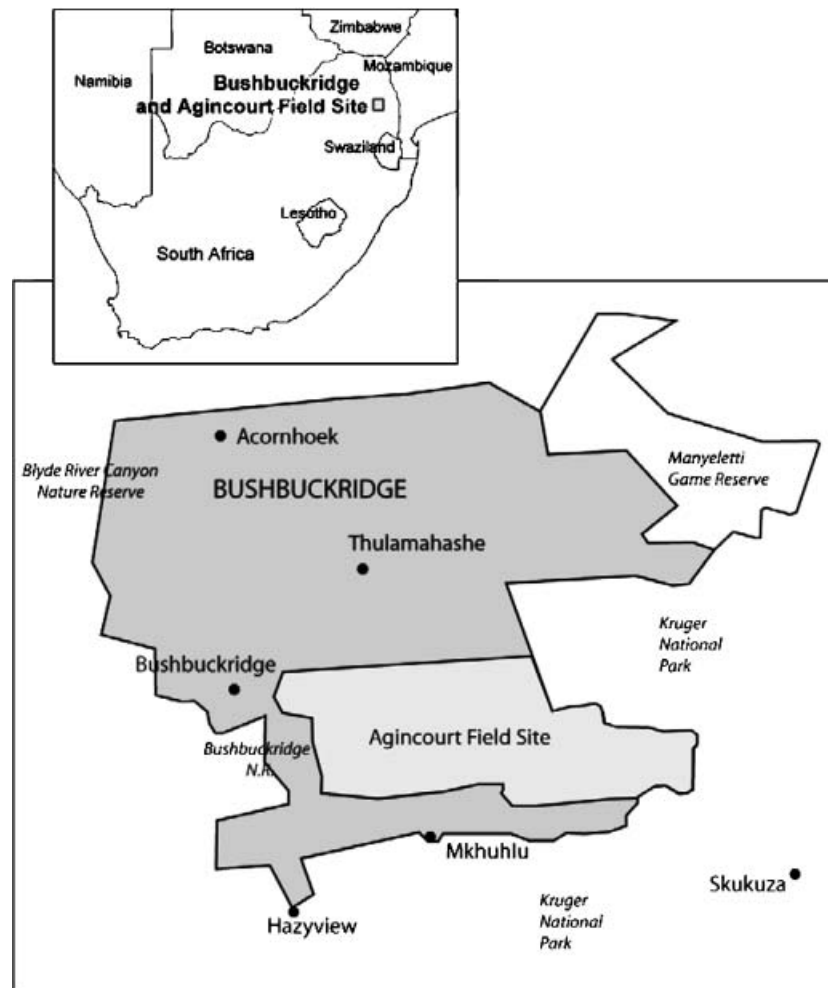 Zimbabwe
Botswana
Mozambique
Namibia
Bushbuckridge
and Agincourt Field Site
Swaziland
Lesotho
South Africa
Acornhoek
Blyde River Canyon
Nature Reserve
BUSHBUCKRIDGE
Manyeletti
Game Reserve
Thulamahashe
Kruger
National
Park
Bushbuckridge
Agincourt Field Site
Bushbuckridge
N.R.
Mkhuhlu
Skukuza
Kruger
National
Park
Hazyview